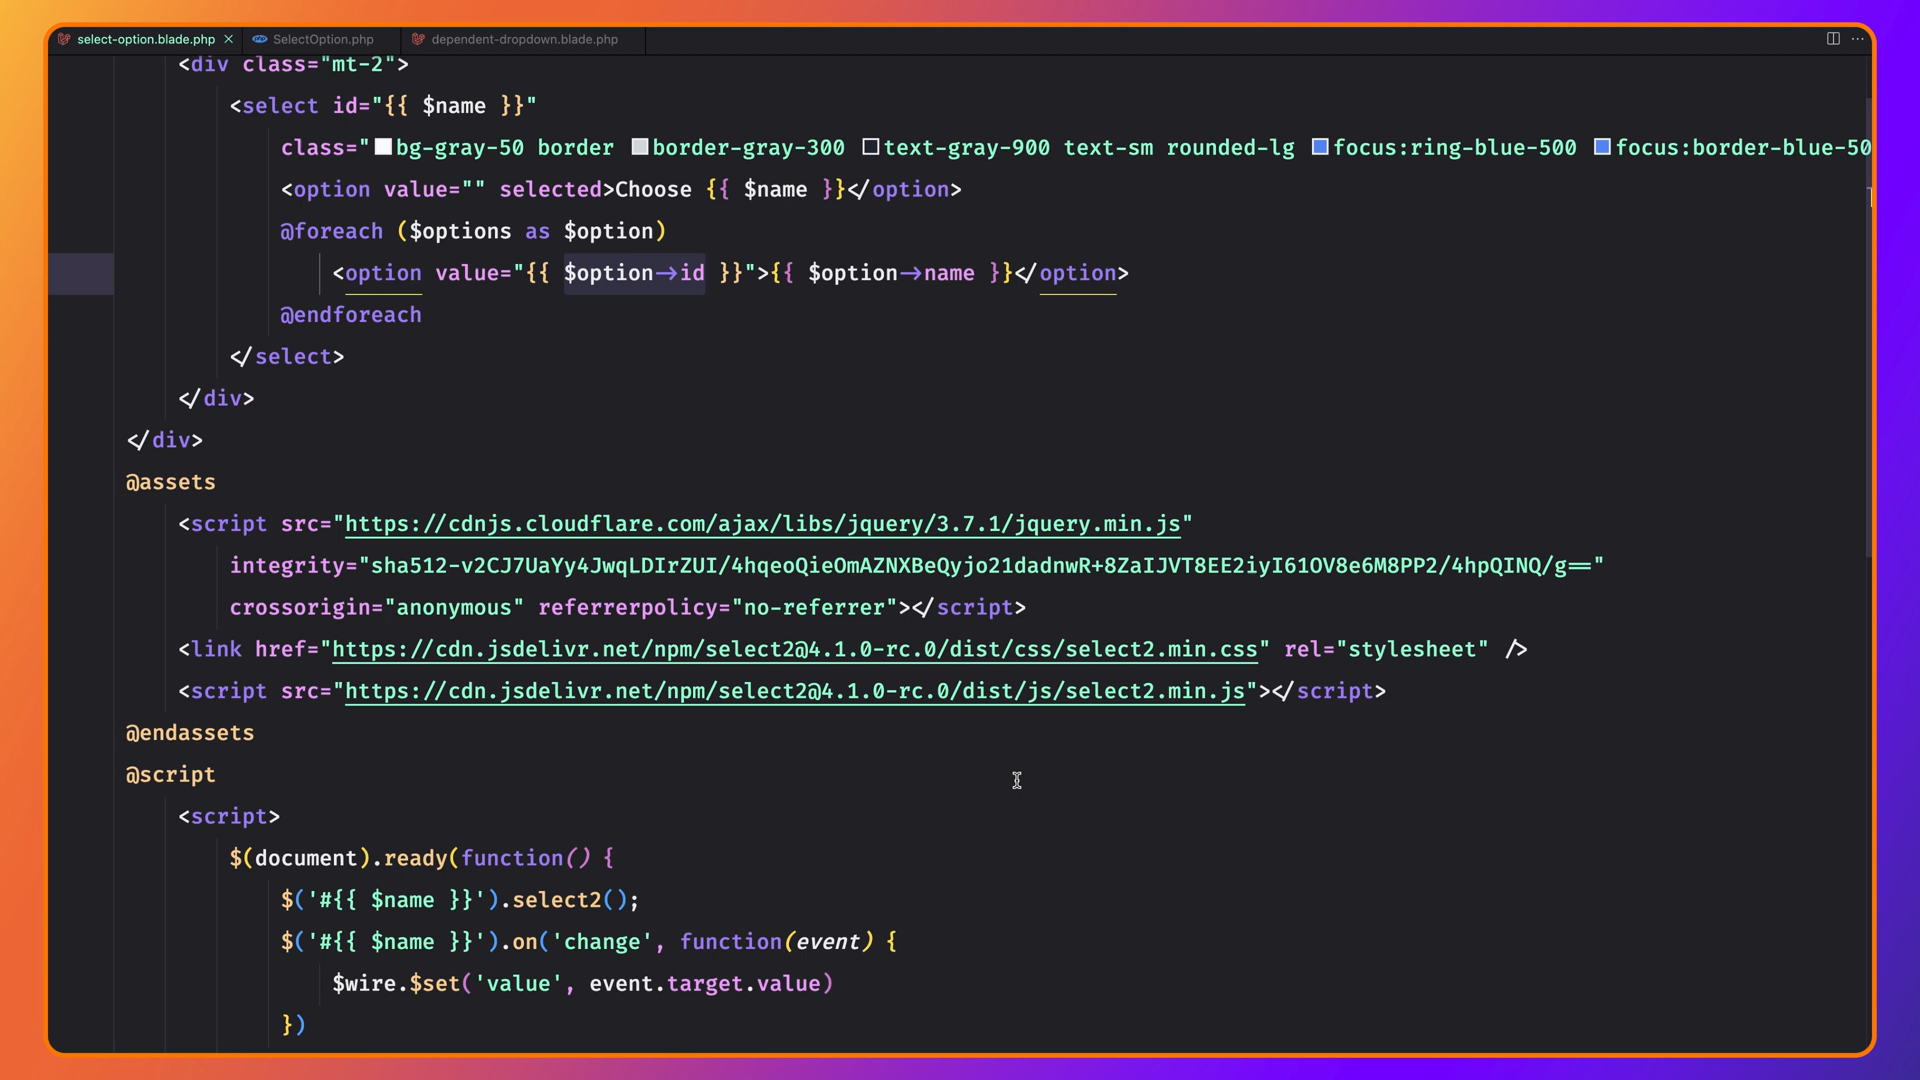 select-option.blade.php × SelectOption.php dependent-dropdown.blade.php
<div class="mt-2">
<select id="{{ $name }}"
class="bg-gray-50 border border-gray-300 text-gray-900 text-sm rounded-lg focus:ring-blue-500 focus:border-blue-50
<option value="" selected>Choose {{ $name }}</option>
@foreach ($options as $option)
<option value="{{ $option->id }}">{{ $option->name }}</option>
@endforeach
</select>
</div>
</div>
@assets
<script src="https://cdnjs.cloudflare.com/ajax/libs/jquery/3.7.1/jquery.min.js"
integrity="sha512-v2CJ7UaYy4JwqLDIrZUI/4hqeoQieOmAZNXBeQyjo21dadnwR+8ZaIJVT8EE2iyI61OV8e6M8PP2/4hpQINQ/g=="
crossorigin="anonymous" referrerpolicy="no-referrer"></script>
<link href="https://cdn.jsdelivr.net/npm/select2@4.1.0-rc.0/dist/css/select2.min.css" rel="stylesheet" />
<script src="https://cdn.jsdelivr.net/npm/select2@4.1.0-rc.0/dist/js/select2.min.js"></script>
@endassets
@script
<script>
$(document).ready(function() {
$('#{{ $name }}').select2();
$('#{{ $name }}').on('change', function(event) {
$wire.$set('value', event.target.value)
})